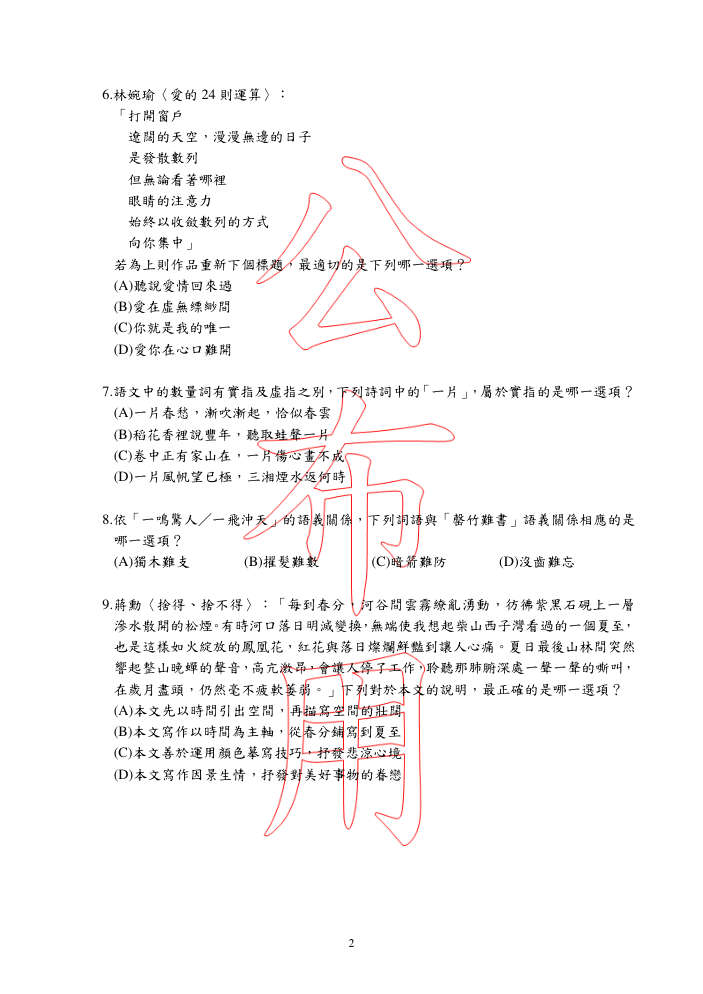 6.林婉瑜〈愛的 24 則運算〉：
「打開窗戶
遼闊的天空，漫漫無邊的日子
是發散數列
但無論看著哪裡
眼睛的注意力
始終以收斂數列的方式
向你集中」
若為上則作品重新下個標題，最適切的是下列哪一選項？
(A)聽說愛情回來過
(B)愛在虛無縹緲間
(C)你就是我的唯一
(D)愛你在心口難開
7.語文中的數量詞有實指及虛指之別，下列詩詞中的「一片」，屬於實指的是哪一選項？
(A)一片春愁，漸吹漸起，恰似春雲
(B)稻花香裡說豐年，聽取蛙聲一片
(C)卷中正有家山在，一片傷心畫不成
(D)一片風帆望已極，三湘煙水返何時
8.依「一鳴驚人／一飛沖天」的語義關係，下列詞語與「罄竹難書」語義關係相應的是
哪一選項？
(A)獨木難支 (B)擢髮難數 (C)暗箭難防 (D)沒齒難忘
9.蔣勳〈捨得、捨不得〉：「每到春分，河谷間雲霧繚亂湧動，彷彿紫黑石硯上一層
滲水散開的松煙。有時河口落日明滅變換，無端使我想起柴山西子灣看過的一個夏至，
也是這樣如火綻放的鳳凰花，紅花與落日燦爛鮮豔到讓人心痛。夏日最後山林間突然
響起整山晚蟬的聲音，高亢激昂，會讓人停了工作，聆聽那肺腑深處一聲一聲的嘶叫，
在歲月盡頭，仍然毫不疲軟萎弱。」下列對於本文的說明，最正確的是哪一選項？
(A)本文先以時間引出空間，再描寫空間的壯闊
(B)本文寫作以時間為主軸，從春分鋪寫到夏至
(C)本文善於運用顏色摹寫技巧，抒發悲涼心境
(D)本文寫作因景生情，抒發對美好事物的眷戀
公布用
2